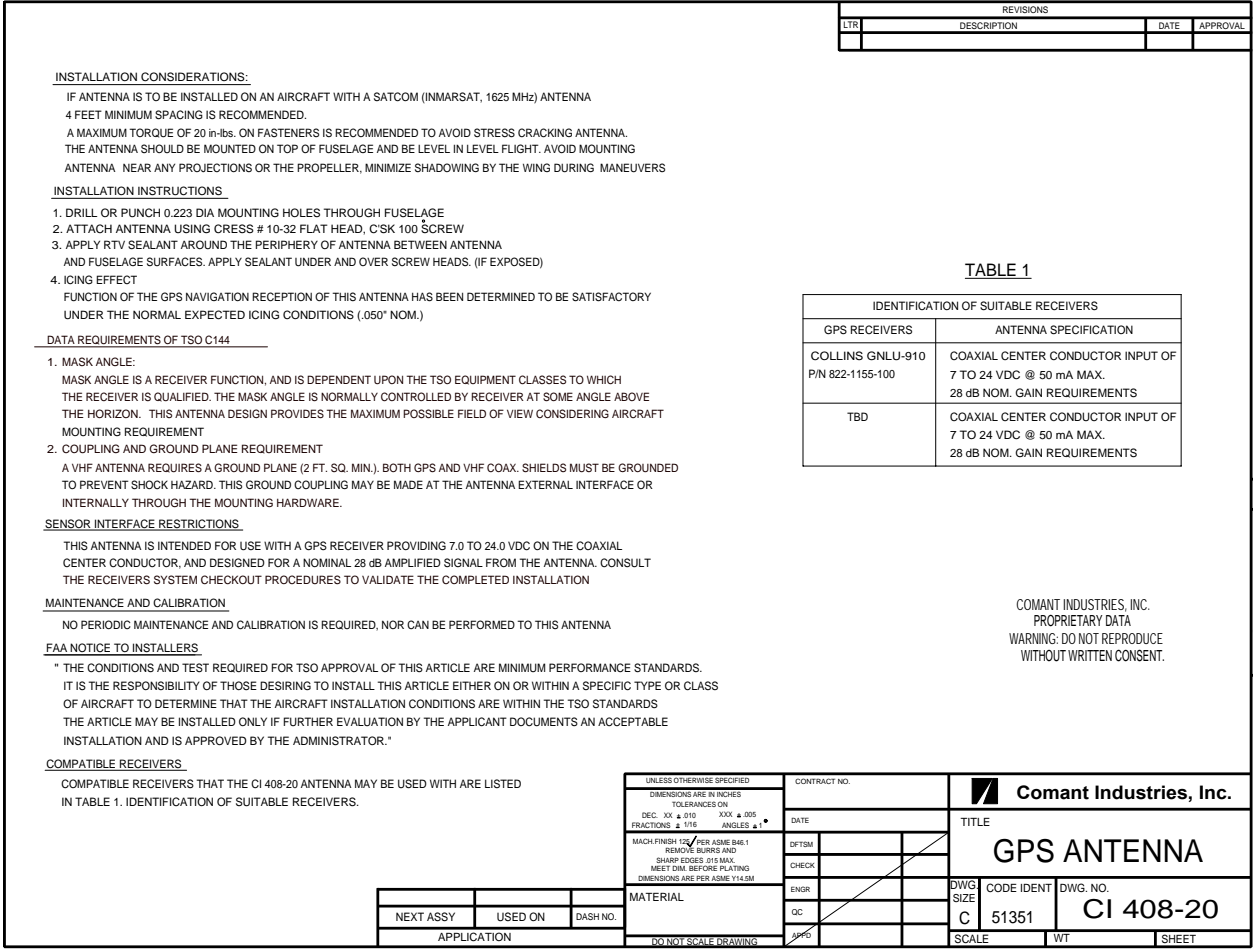 REVISIONS
LTR DESCRIPTION DATE APPROVAL
INSTALLATION CONSIDERATIONS:
IF ANTENNA IS TO BE INSTALLED ON AN AIRCRAFT WITH A SATCOM (INMARSAT, 1625 MHz) ANTENNA
4 FEET MINIMUM SPACING IS RECOMMENDED.
A MAXIMUM TORQUE OF 20 in-lbs. ON FASTENERS IS RECOMMENDED TO AVOID STRESS CRACKING ANTENNA.
THE ANTENNA SHOULD BE MOUNTED ON TOP OF FUSELAGE AND BE LEVEL IN LEVEL FLIGHT. AVOID MOUNTING
ANTENNA NEAR ANY PROJECTIONS OR THE PROPELLER, MINIMIZE SHADOWING BY THE WING DURING MANEUVERS
INSTALLATION INSTRUCTIONS
1. DRILL OR PUNCH 0.223 DIA MOUNTING HOLES THROUGH FUSELAGE
2. ATTACH ANTENNA USING CRESS # 10-32 FLAT HEAD, C'SK 100° SCREW
3. APPLY RTV SEALANT AROUND THE PERIPHERY OF ANTENNA BETWEEN ANTENNA
AND FUSELAGE SURFACES. APPLY SEALANT UNDER AND OVER SCREW HEADS. (IF EXPOSED)
4. ICING EFFECT
FUNCTION OF THE GPS NAVIGATION RECEPTION OF THIS ANTENNA HAS BEEN DETERMINED TO BE SATISFACTORY
UNDER THE NORMAL EXPECTED ICING CONDITIONS (.050" NOM.)
DATA REQUIREMENTS OF TSO C144
1. MASK ANGLE:
MASK ANGLE IS A RECEIVER FUNCTION, AND IS DEPENDENT UPON THE TSO EQUIPMENT CLASSES TO WHICH
THE RECEIVER IS QUALIFIED. THE MASK ANGLE IS NORMALLY CONTROLLED BY RECEIVER AT SOME ANGLE ABOVE
THE HORIZON. THIS ANTENNA DESIGN PROVIDES THE MAXIMUM POSSIBLE FIELD OF VIEW CONSIDERING AIRCRAFT
MOUNTING REQUIREMENT
2. COUPLING AND GROUND PLANE REQUIREMENT
A VHF ANTENNA REQUIRES A GROUND PLANE (2 FT. SQ. MIN.). BOTH GPS AND VHF COAX. SHIELDS MUST BE GROUNDED
TO PREVENT SHOCK HAZARD. THIS GROUND COUPLING MAY BE MADE AT THE ANTENNA EXTERNAL INTERFACE OR
INTERNALLY THROUGH THE MOUNTING HARDWARE.
SENSOR INTERFACE RESTRICTIONS
THIS ANTENNA IS INTENDED FOR USE WITH A GPS RECEIVER PROVIDING 7.0 TO 24.0 VDC ON THE COAXIAL
CENTER CONDUCTOR, AND DESIGNED FOR A NOMINAL 28 dB AMPLIFIED SIGNAL FROM THE ANTENNA. CONSULT
THE RECEIVERS SYSTEM CHECKOUT PROCEDURES TO VALIDATE THE COMPLETED INSTALLATION
MAINTENANCE AND CALIBRATION
NO PERIODIC MAINTENANCE AND CALIBRATION IS REQUIRED, NOR CAN BE PERFORMED TO THIS ANTENNA
FAA NOTICE TO INSTALLERS
" THE CONDITIONS AND TEST REQUIRED FOR TSO APPROVAL OF THIS ARTICLE ARE MINIMUM PERFORMANCE STANDARDS.
IT IS THE RESPONSIBILITY OF THOSE DESIRING TO INSTALL THIS ARTICLE EITHER ON OR WITHIN A SPECIFIC TYPE OR CLASS
OF AIRCRAFT TO DETERMINE THAT THE AIRCRAFT INSTALLATION CONDITIONS ARE WITHIN THE TSO STANDARDS
THE ARTICLE MAY BE INSTALLED ONLY IF FURTHER EVALUATION BY THE APPLICANT DOCUMENTS AN ACCEPTABLE
INSTALLATION AND IS APPROVED BY THE ADMINISTRATOR."
COMPATIBLE RECEIVERS
COMPATIBLE RECEIVERS THAT THE CI 408-20 ANTENNA MAY BE USED WITH ARE LISTED
IN TABLE 1. IDENTIFICATION OF SUITABLE RECEIVERS.
TABLE 1
IDENTIFICATION OF SUITABLE RECEIVERS
GPS RECEIVERS ANTENNA SPECIFICATION
COLLINS GNLU-910 COAXIAL CENTER CONDUCTOR INPUT OF
P/N 822-1155-100 7 TO 24 VDC @ 50 mA MAX.
28 dB NOM. GAIN REQUIREMENTS
TBD COAXIAL CENTER CONDUCTOR INPUT OF
7 TO 24 VDC @ 50 mA MAX.
28 dB NOM. GAIN REQUIREMENTS
COMANT INDUSTRIES, INC.
PROPRIETARY DATA
WARNING: DO NOT REPRODUCE
WITHOUT WRITTEN CONSENT.
NEXT ASSY USED ON DASH NO.
APPLICATION
UNLESS OTHERWISE SPECIFIED
DIMENSIONS ARE IN INCHES
TOLERANCES ON
DEC. XX ± .010 XXX ± .005
FRACTIONS ± 1/16 ANGLES ± 1°
MACH.FINISH 125 √ PER ASME B46.1
REMOVE BURRS AND
SHARP EDGES .015 MAX.
MEET DIM. BEFORE PLATING
DIMENSIONS ARE PER ASME Y14.5M
MATERIAL
DO NOT SCALE DRAWING
CONTRACT NO.
DATE
DFTSM
CHECK
ENGR
QC
APPD
Comant Industries, Inc.
TITLE
GPS ANTENNA
DWG. SIZE C
CODE IDENT 51351
DWG. NO. CI 408-20
SCALE WT SHEET